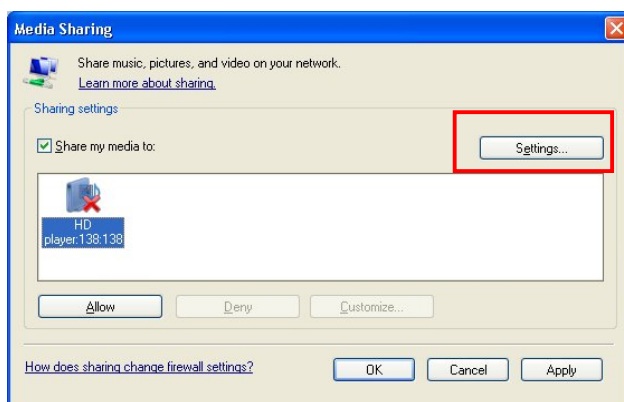 Media Sharing
Share music, pictures, and video on your network.
Learn more about sharing.
Sharing settings
Share my media to:
Settings...
HD
player:138:138
Allow
Deny
Customize...
How does sharing change firewall settings?
OK
Cancel
Apply